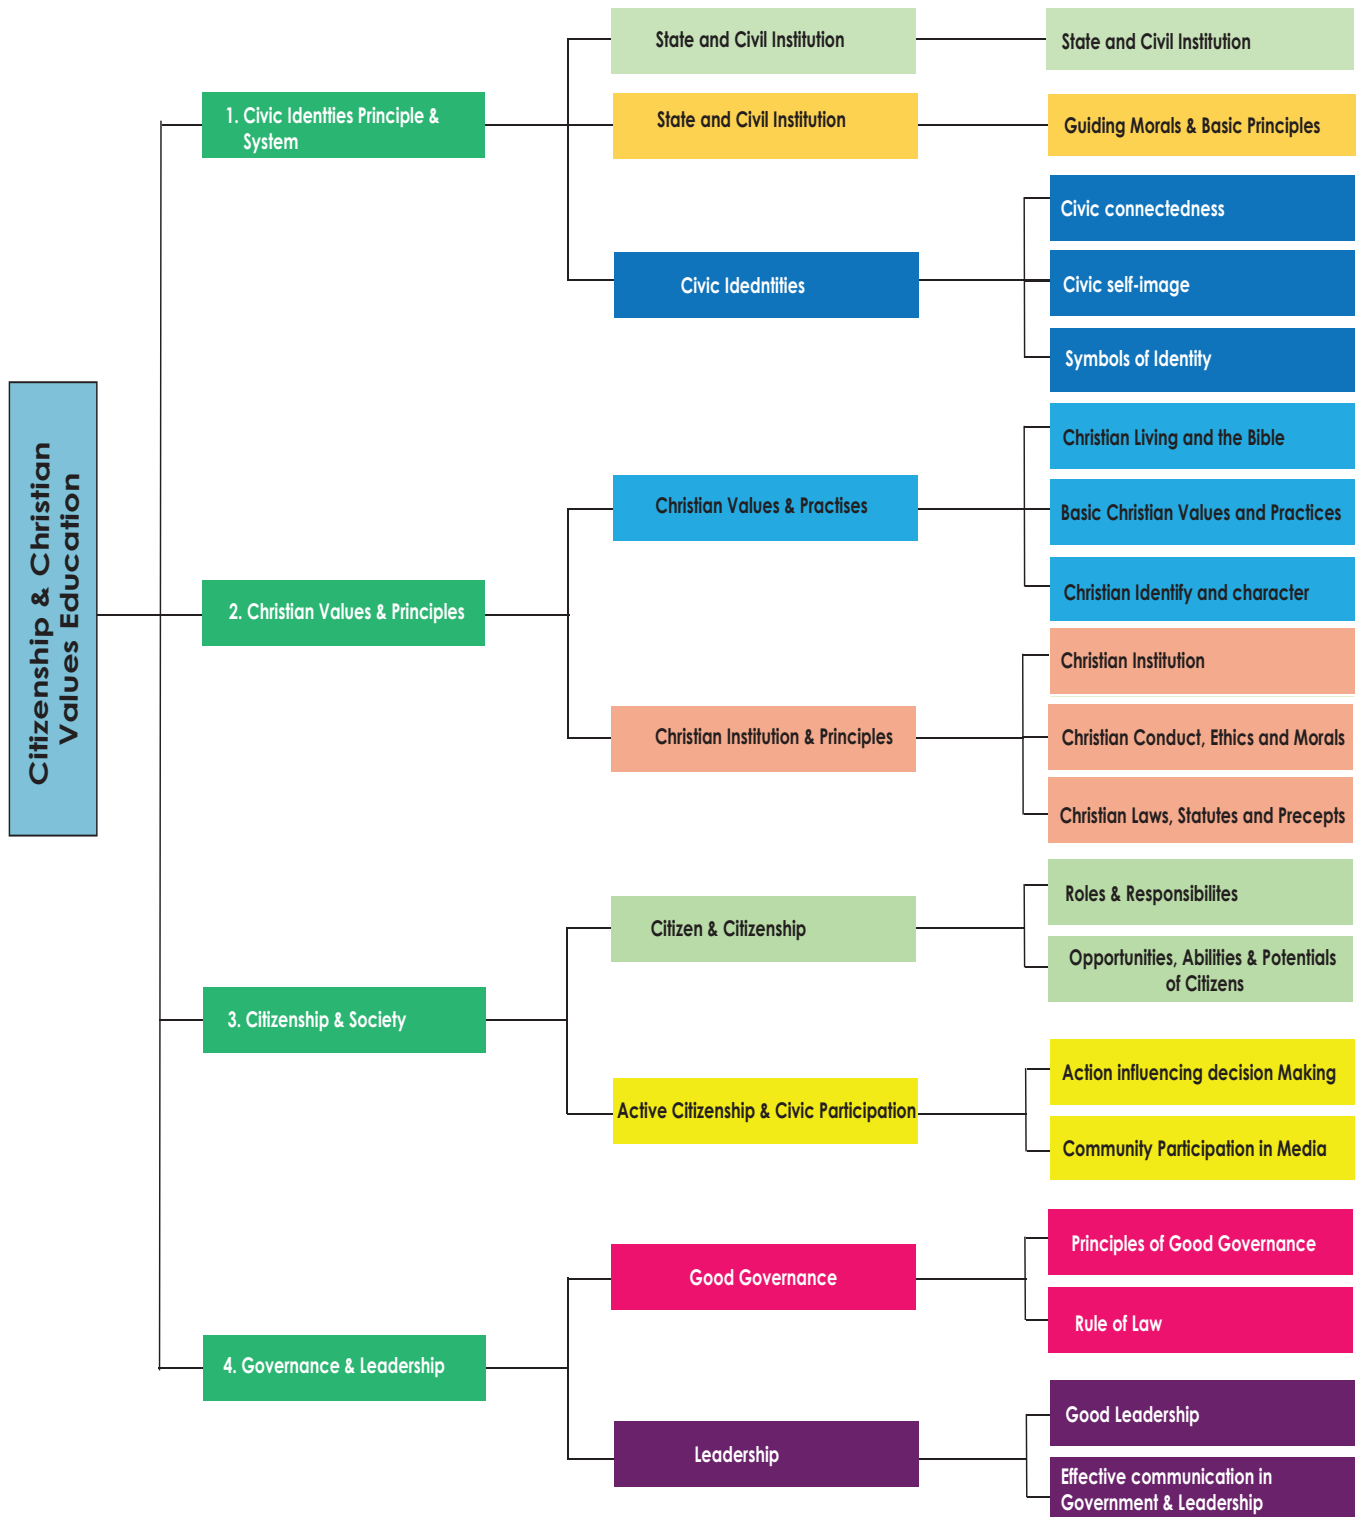 Citizenship & Christian
Values Education
1. Civic Identties Principle &
System
State and Civil Institution
State and Civil Institution
State and Civil Institution
Guiding Morals & Basic Principles
Civic Idedntities
Civic connectedness
Civic self-image
Symbols of Identity
2. Christian Values & Principles
Christian Values & Practises
Christian Living and the Bible
Basic Christian Values and Practices
Christian Identify and character
Christian Institution & Principles
Christian Institution
Christian Conduct, Ethics and Morals
Christian Laws, Statutes and Precepts
3. Citizenship & Society
Citizen & Citizenship
Roles & Responsibilites
Opportunities, Abilities & Potentials
of Citizens
Active Citizenship & Civic Participation
Action influencing decision Making
Community Participation in Media
4. Governance & Leadership
Good Governance
Principles of Good Governance
Rule of Law
Leadership
Good Leadership
Effective communication in
Government & Leadership